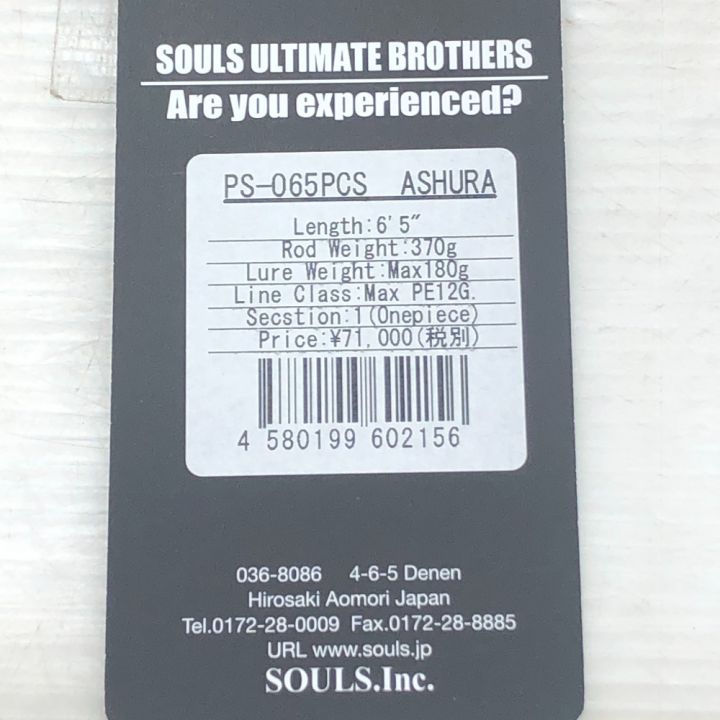 SOULS ULTIMATE BROTHERS
Are you experienced?
PS-065PCS ASHURA
Length:6'5"
Rod Weight:370g
Lure Weight:Max180g
Line Class:Max PE12G.
Secstion:1(Onepiece)
Price:¥71,000(税別)
4 580199 602156
036-8086 4-6-5 Denen
Hirosaki Aomori Japan
Tel.0172-28-0009 Fax.0172-28-8885
URL www.souls.jp
SOULS.Inc.